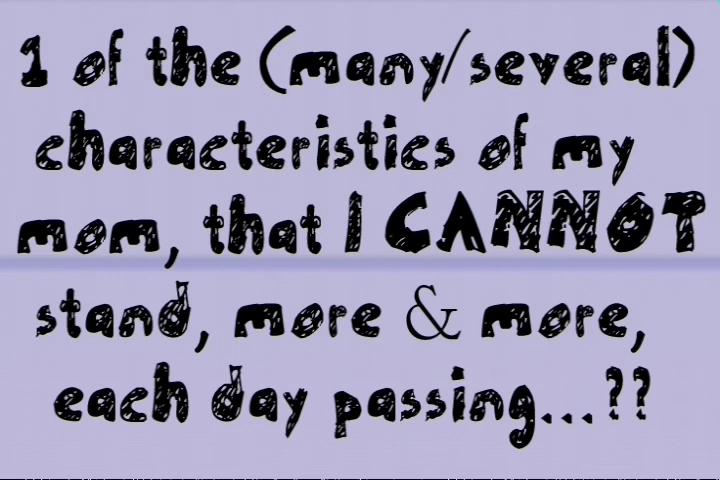 1 of the (many/several)
characteristics of my
mom, that I CANNOT
stand, more & more,
each day passing...??